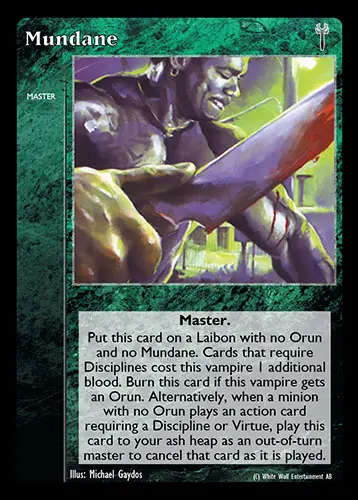 Mundane
MASTER
Master.
Put this card on a Laibon with no Orun
and no Mundane. Cards that require
Disciplines cost this vampire 1 additional
blood. Burn this card if this vampire gets
an Orun. Alternatively, when a minion
with no Orun plays an action card
requiring a Discipline or Virtue, play this
card to your ash heap as an out-of-turn
master to cancel that card as it is played.
Illus: Michael Gaydos
(C) White Wolf Entertainment AB